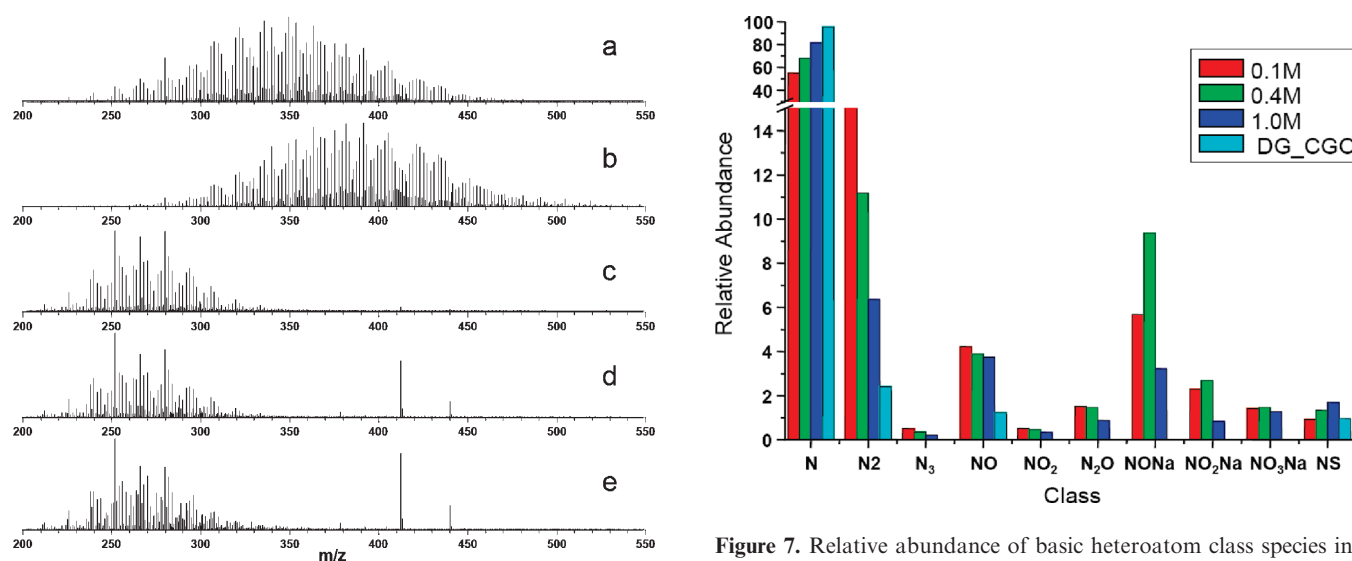 a
200 250 300 350 400 450 500 550
b
200 250 300 350 400 450 500 550
c
200 250 300 350 400 450 500 550
d
200 250 300 350 400 450 500 550
e
200 250 300 350 400 450 500 550
m/z
100
80
60
40
14
12
10
8
6
4
2
0
Relative Abundance
0.1M
0.4M
1.0M
DG_CGO
N N2 N₃ NO NO₂ N₂O NONa NO₂Na NO₃Na NS
Class
Figure 7. Relative abundance of basic heteroatom class species in